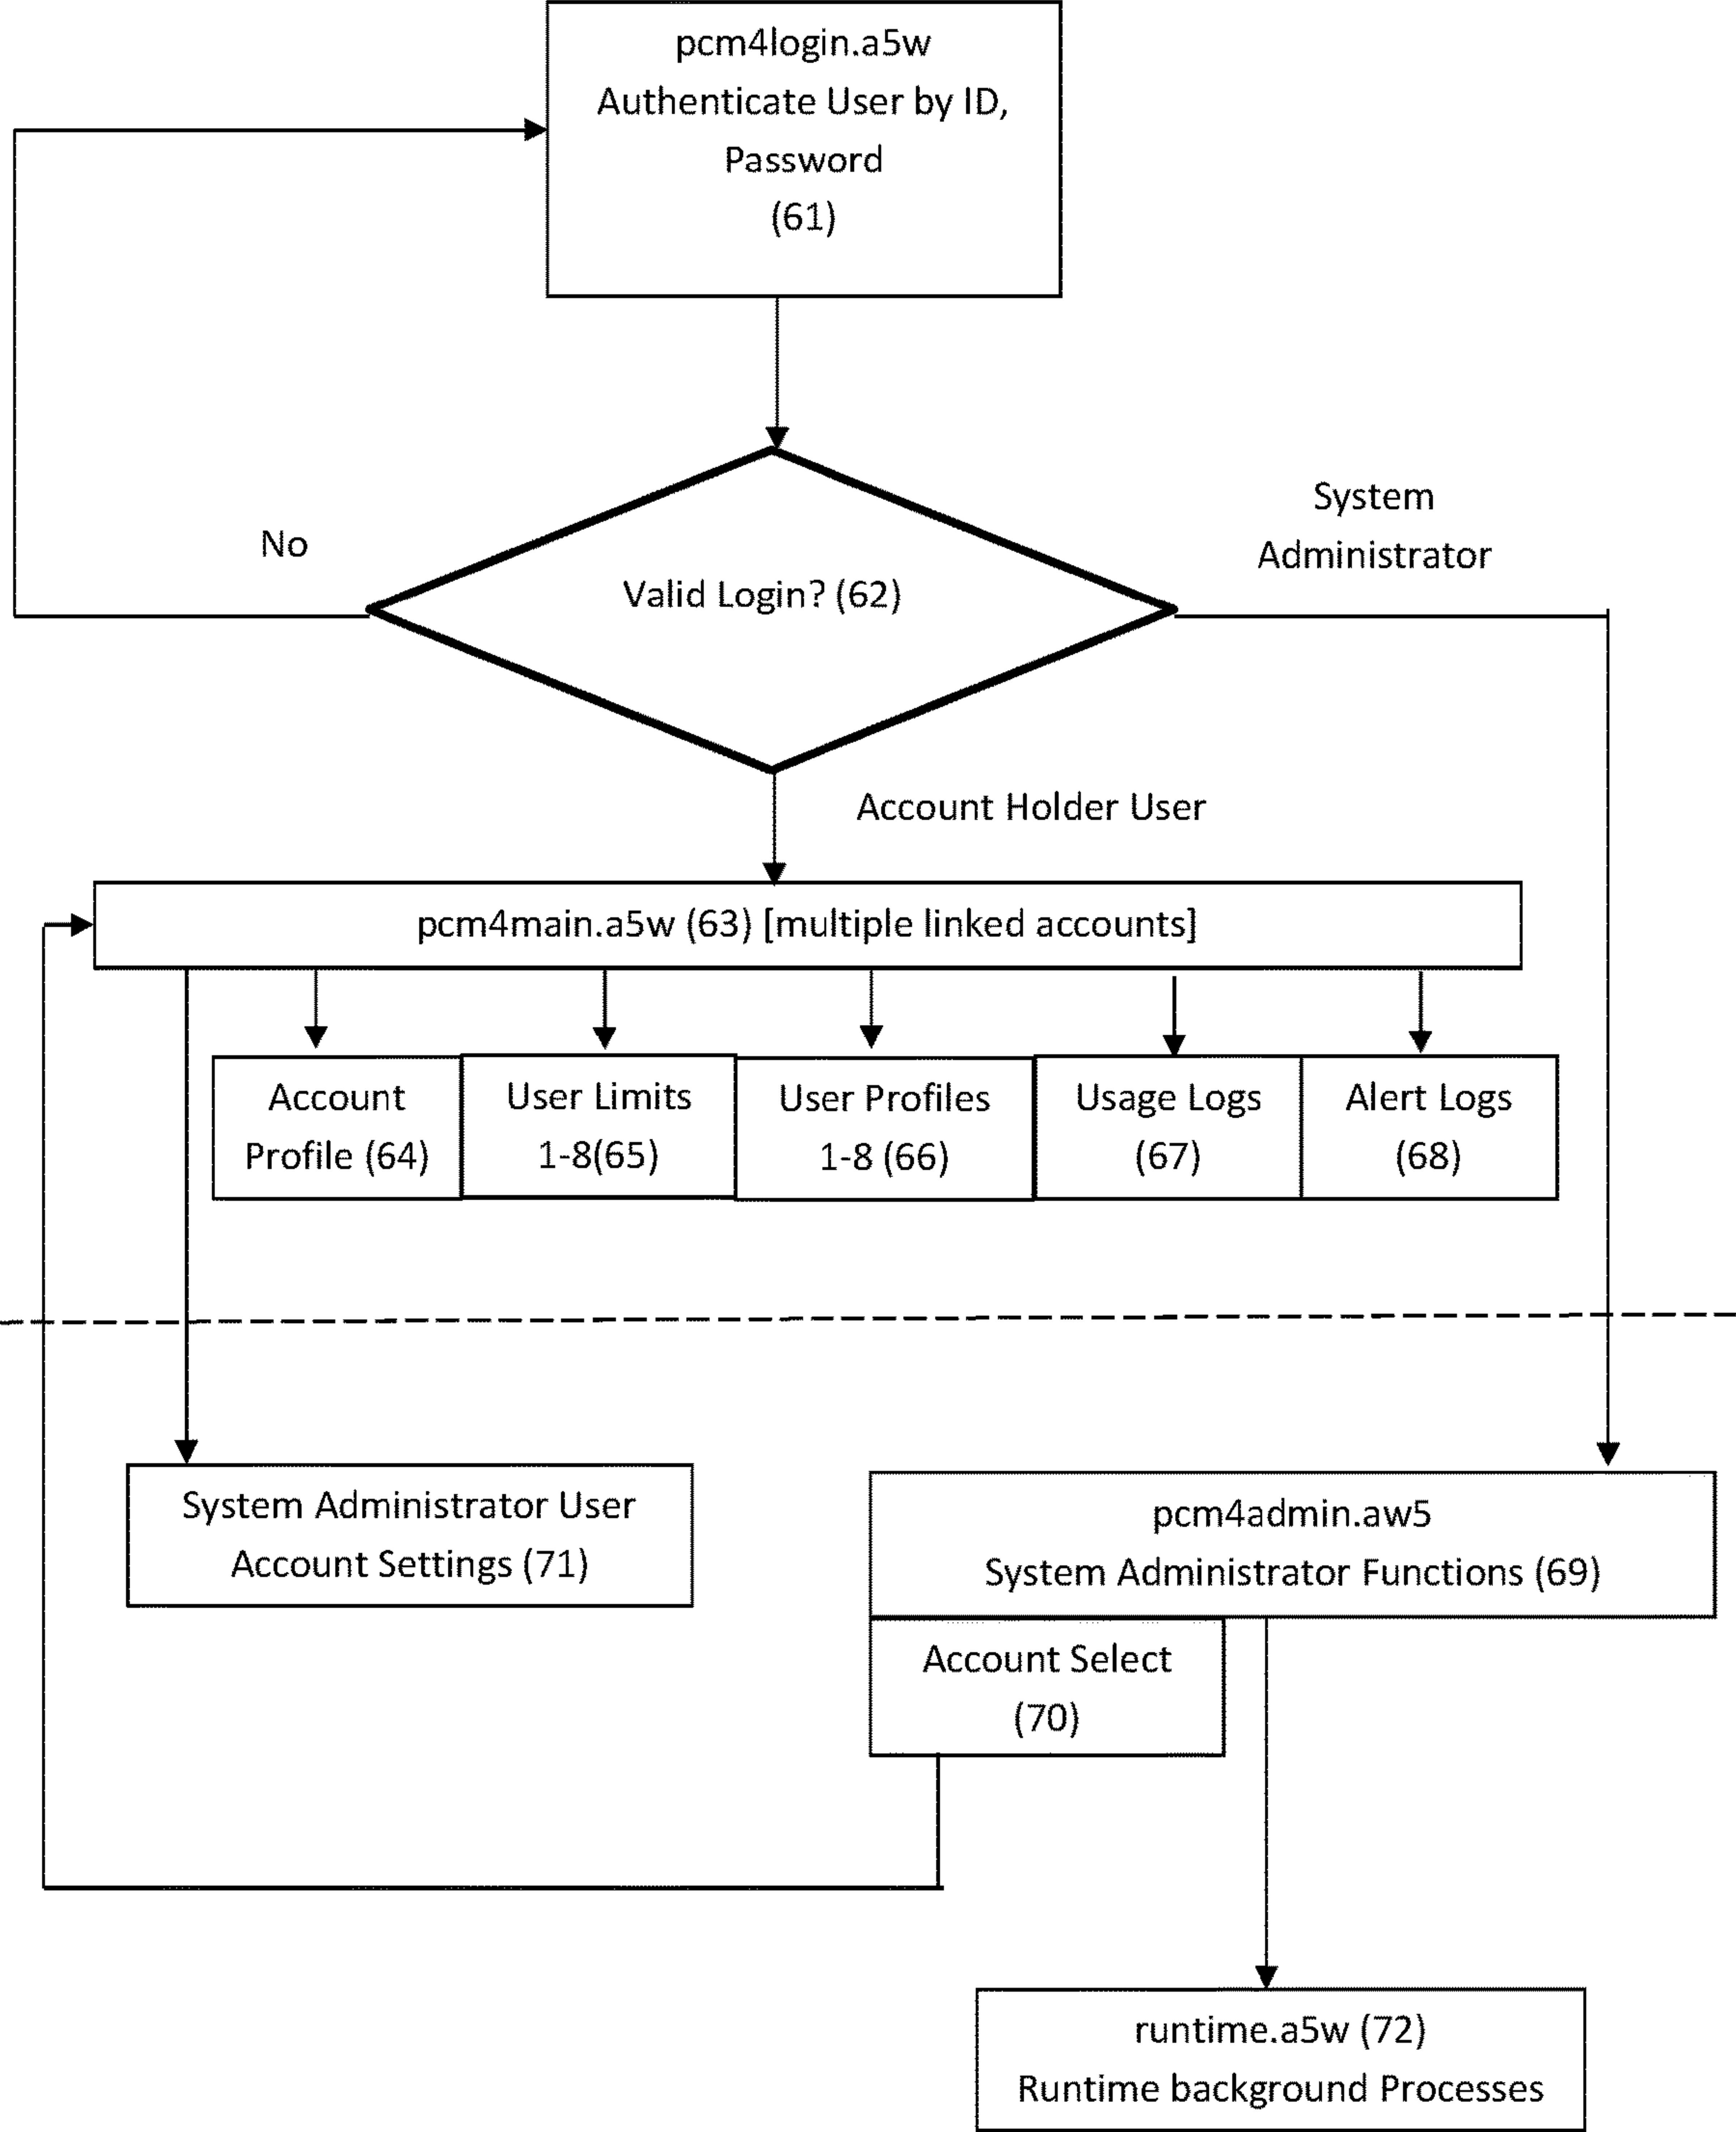 pcm4login.a5w
Authenticate User by ID,
Password
(61)
No
System
Administrator
Valid Login? (62)
Account Holder User
pcm4main.a5w (63) [multiple linked accounts]
Account
Profile (64)
User Limits
1-8(65)
User Profiles
1-8 (66)
Usage Logs
(67)
Alert Logs
(68)
System Administrator User
Account Settings (71)
pcm4admin.aw5
System Administrator Functions (69)
Account Select
(70)
runtime.a5w (72)
Runtime background Processes